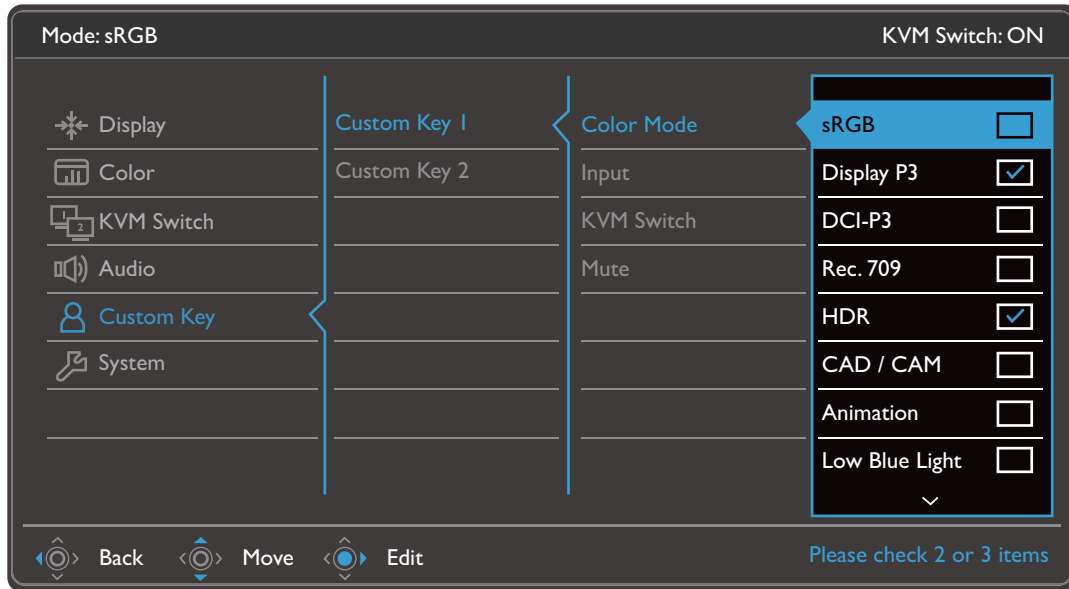 Mode: sRGB
KVM Switch: ON
Display
Color
1
2
KVM Switch
Audio
Custom Key
System
Custom Key 1
Custom Key 2
Color Mode
Input
KVM Switch
Mute
sRGB
Display P3
DCI-P3
Rec. 709
HDR
CAD / CAM
Animation
Low Blue Light
Back
Move
Edit
Please check 2 or 3 items